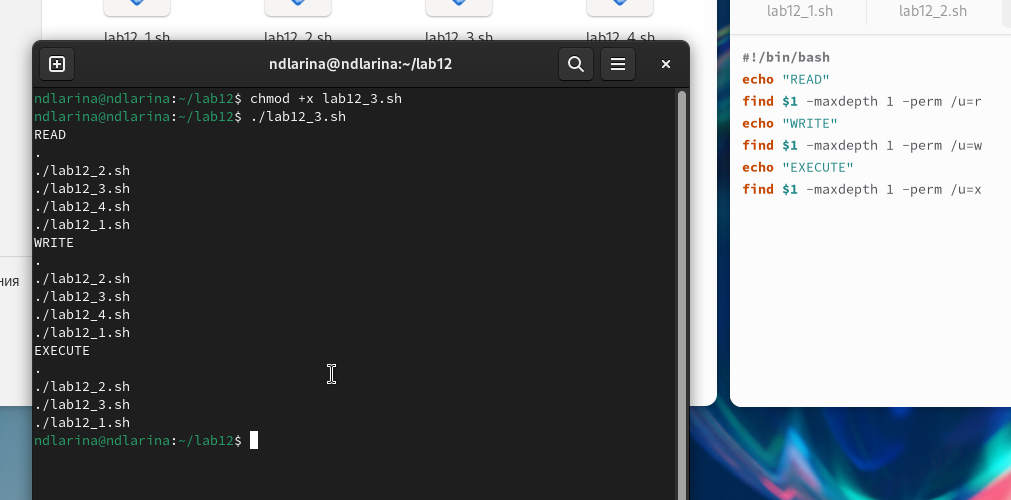 lab12_1.sh lab12_2.sh lab12_3.sh lab12_4.sh
ndlarina@ndlarina:~/lab12
ndlarina@ndlarina:~/lab12$ chmod +x lab12_3.sh
ndlarina@ndlarina:~/lab12$ ./lab12_3.sh
READ
.
./lab12_2.sh
./lab12_3.sh
./lab12_4.sh
./lab12_1.sh
WRITE
.
./lab12_2.sh
./lab12_3.sh
./lab12_4.sh
./lab12_1.sh
EXECUTE
.
./lab12_2.sh
./lab12_3.sh
./lab12_1.sh
ndlarina@ndlarina:~/lab12$
ния
lab12_1.sh lab12_2.sh
#!/bin/bash
echo "READ"
find $1 -maxdepth 1 -perm /u=r
echo "WRITE"
find $1 -maxdepth 1 -perm /u=w
echo "EXECUTE"
find $1 -maxdepth 1 -perm /u=x